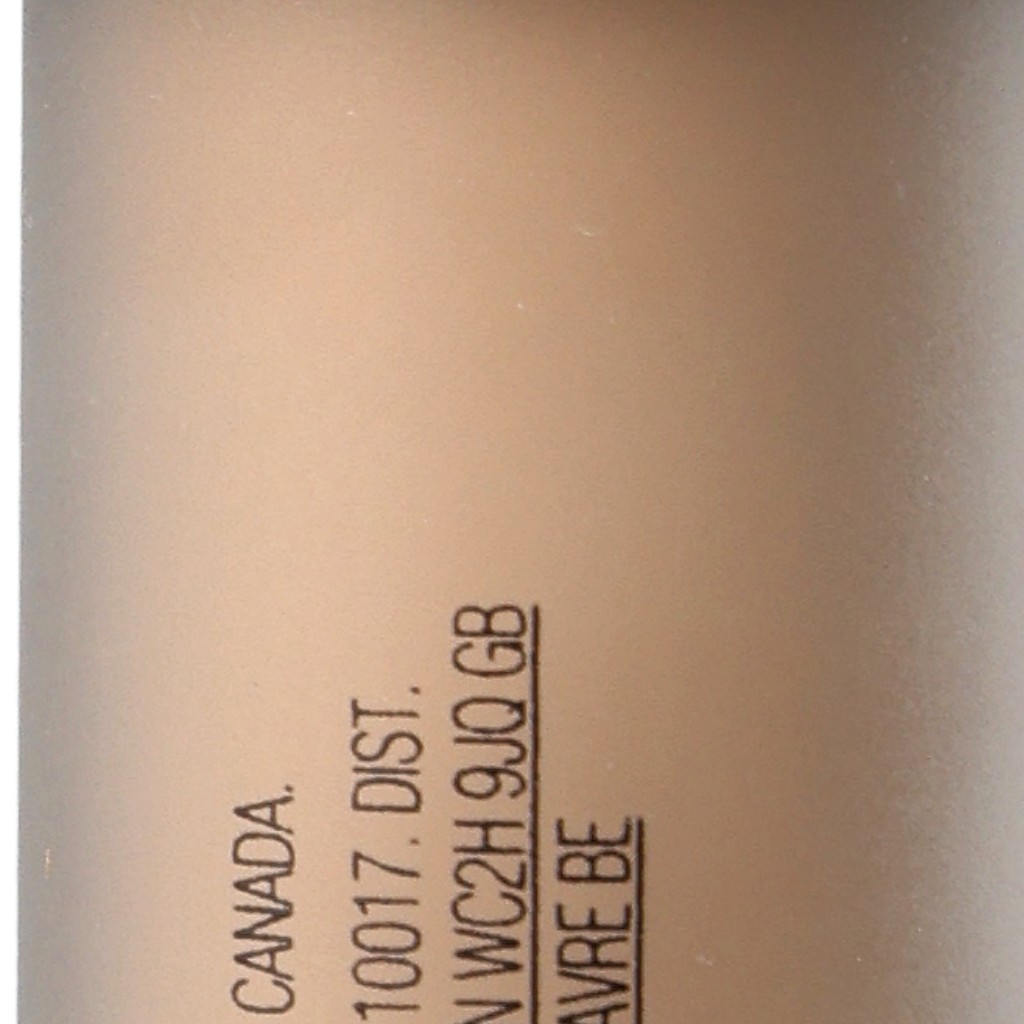 CANADA.
10017. DIST.
N WC2H 9JQ GB
AVRE BE